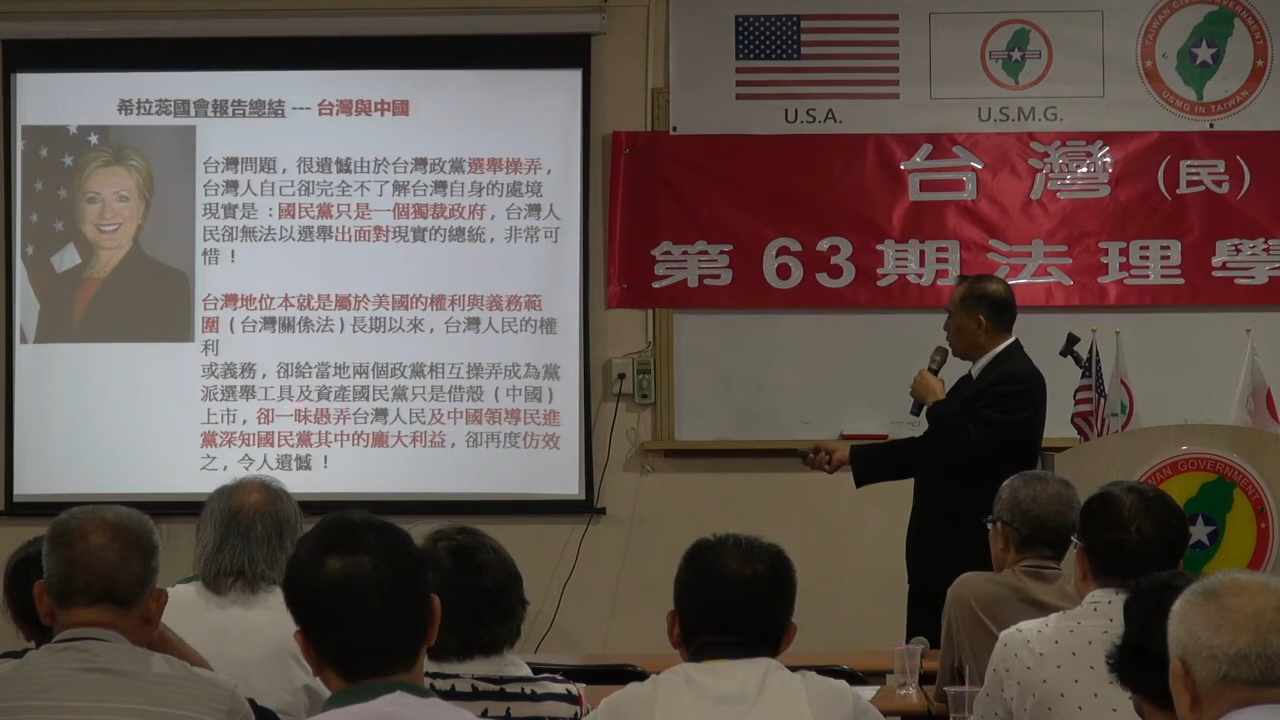 希拉蕊國會報告總結 --- 台灣與中國
台灣問題，很遺憾由於台灣政黨選舉操弄，
台灣人自己卻完全不了解台灣自身的處境
現實是：國民黨只是一個獨裁政府，台灣人
民卻無法以選舉出面對現實的總統，非常可
惜！
台灣地位本就是屬於美國的權利與義務範
圍（台灣關係法）長期以來，台灣人民的權
利
或義務，卻給當地兩個政黨相互操弄成為黨
派選舉工具及資產國民黨只是借殼（中國）
上市，卻一味愚弄台灣人民及中國領導民進
黨深知國民黨其中的龐大利益，卻再度仿效
之，令人遺憾！
U.S.A.
U.S.M.G.
TAIWAN CIVIL GOVERNMENT
USMG IN TAIWAN
台灣（民）
第63期法理學
WAN GOVERNMENT